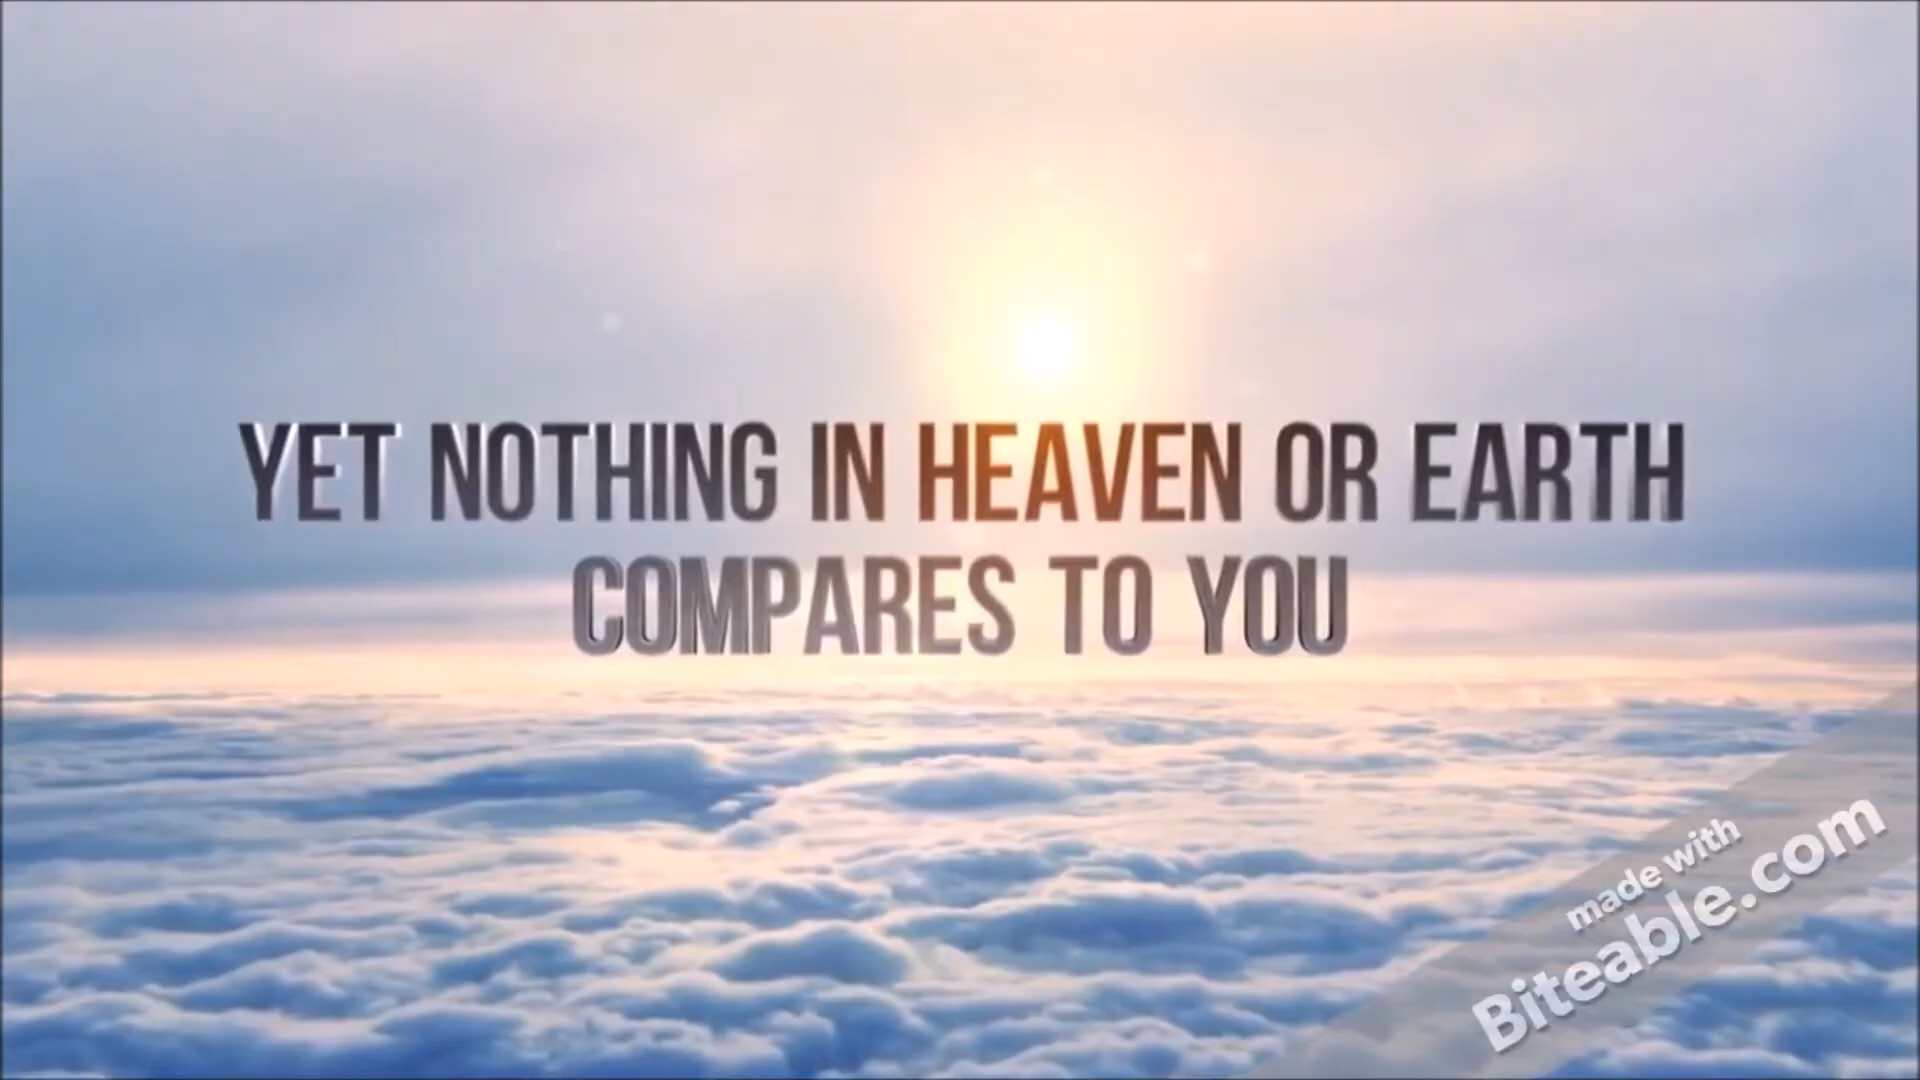 YET NOTHING IN HEAVEN OR EARTH
COMPARES TO YOU
made with
Biteable.com